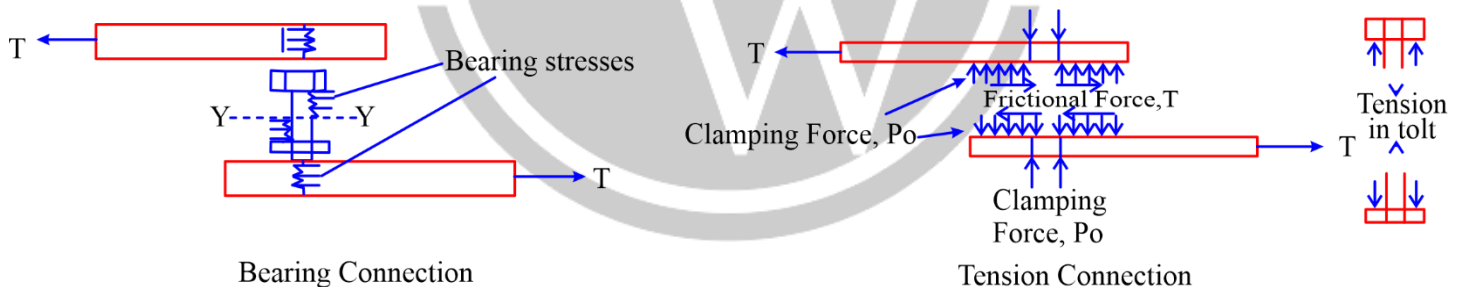 T
Bearing stresses
Y
Y
T
Bearing Connection
T
Frictional Force,T
Clamping Force, Po
T
Clamping
Force, Po
Tension Connection
Tension
in tolt